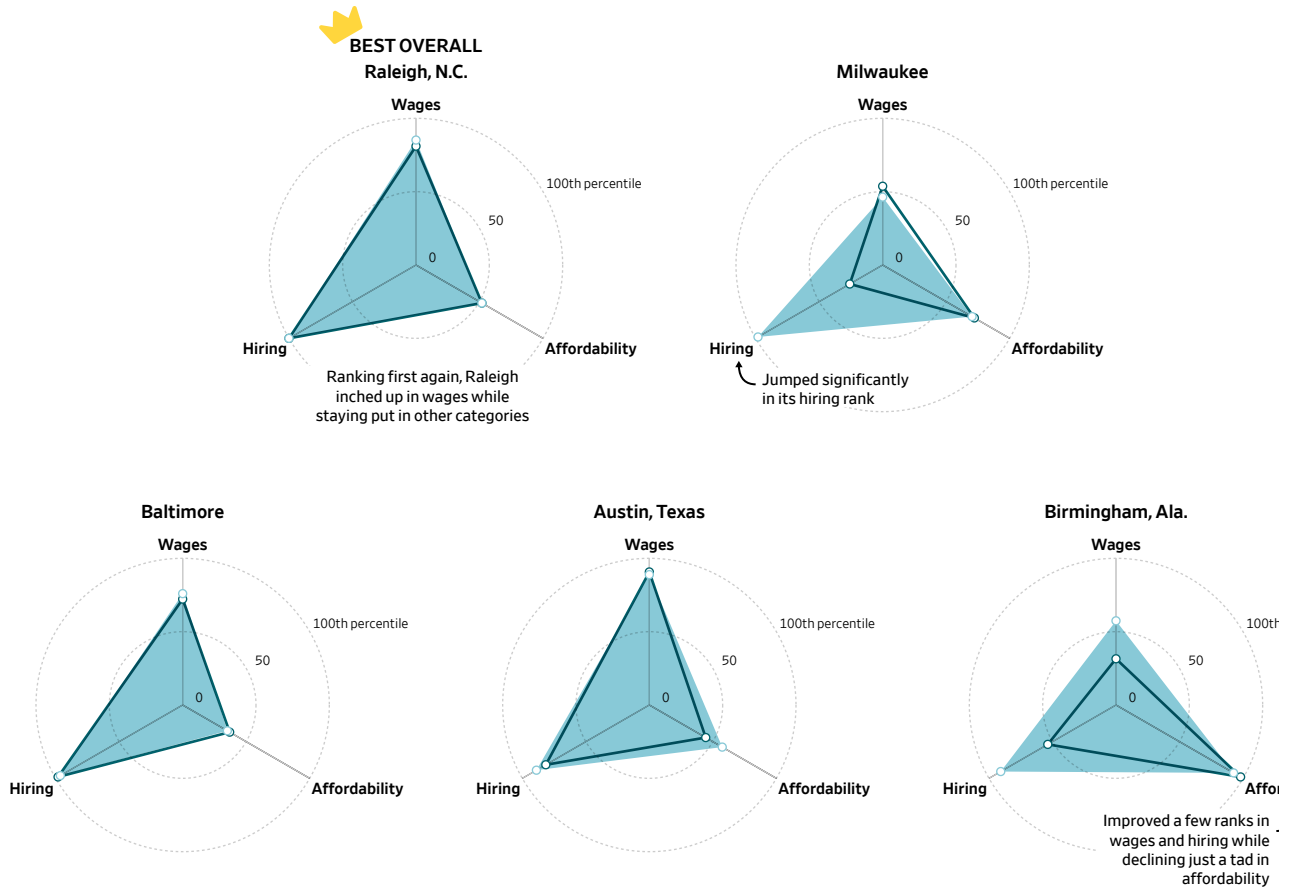 BEST OVERALL
Raleigh, N.C.
Wages
100th percentile
50
0
Hiring
Affordability
Ranking first again, Raleigh
inched up in wages while
staying put in other categories
Milwaukee
Wages
100th percentile
50
0
Hiring
Affordability
Jumped significantly
in its hiring rank
Baltimore
Wages
100th percentile
50
0
Hiring
Affordability
Austin, Texas
Wages
100th percentile
50
0
Hiring
Affordability
Birmingham, Ala.
Wages
100th
50
0
Hiring
Affor
Improved a few ranks in
wages and hiring while
declining just a tad in
affordability